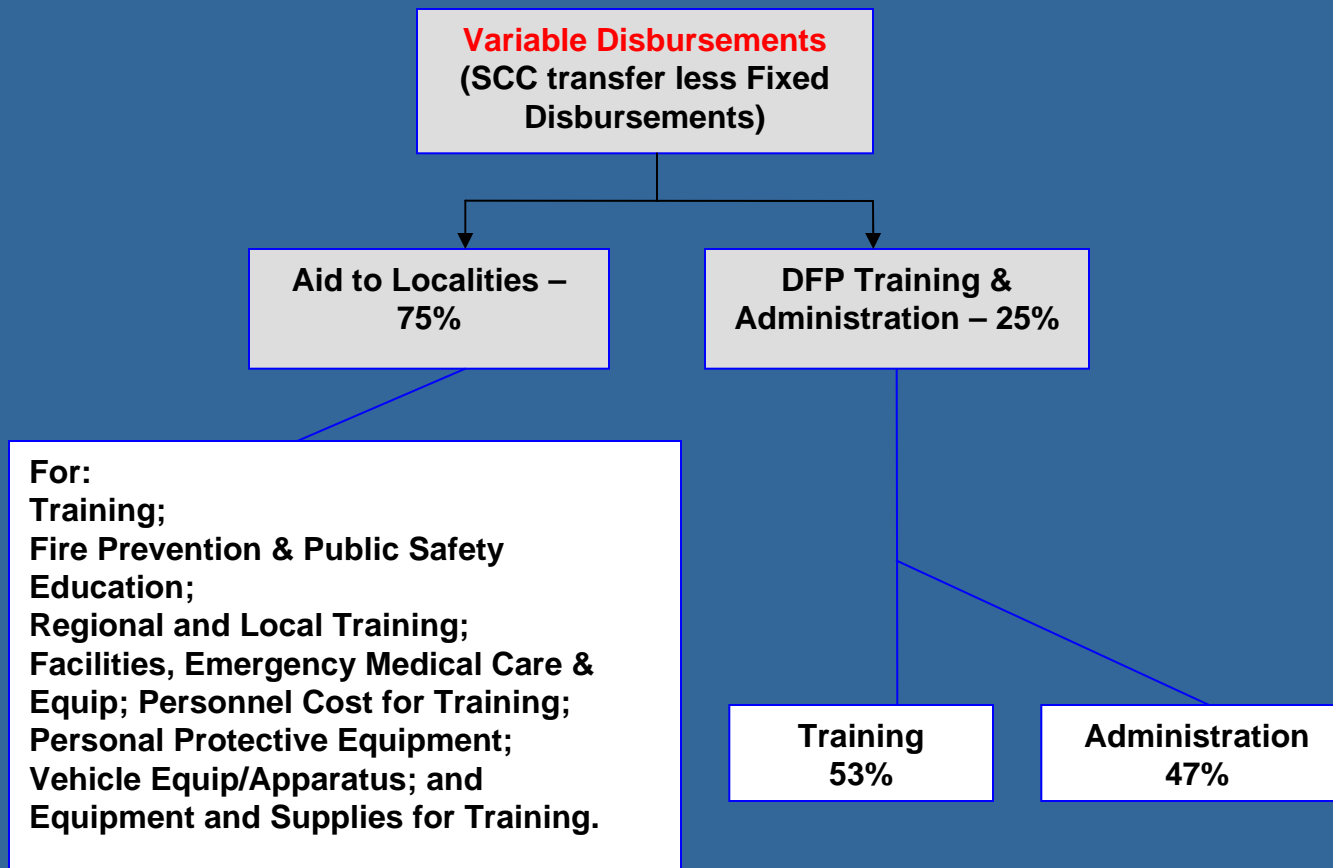 Variable Disbursements
(SCC transfer less Fixed
Disbursements)
Aid to Localities –
75%
DFP Training &
Administration – 25%
For:
Training;
Fire Prevention & Public Safety
Education;
Regional and Local Training;
Facilities, Emergency Medical Care &
Equip; Personnel Cost for Training;
Personal Protective Equipment;
Vehicle Equip/Apparatus; and
Equipment and Supplies for Training.
Training
53%
Administration
47%